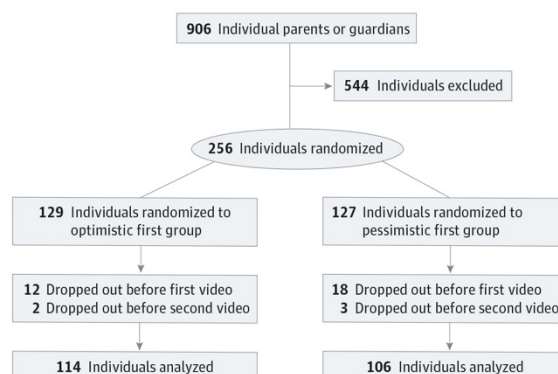 906 Individual parents or guardians
544 Individuals excluded
256 Individuals randomized
129 Individuals randomized to
optimistic first group
127 Individuals randomized to
pessimistic first group
12 Dropped out before first video
2 Dropped out before second video
18 Dropped out before first video
3 Dropped out before second video
114 Individuals analyzed
106 Individuals analyzed